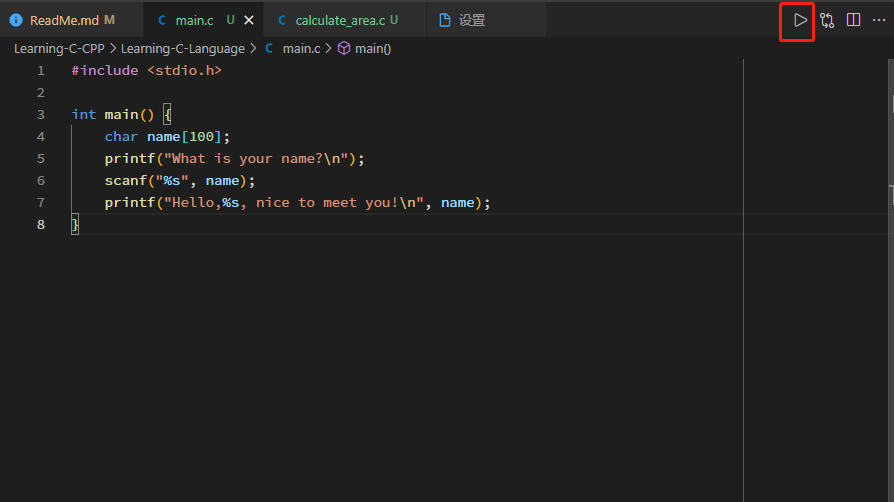 ReadMe.md M main.c U calculate_area.c U 设置
Learning-C-CPP > Learning-C-Language > C main.c > main()
1 #include <stdio.h>
2
3 int main() {
4     char name[100];
5     printf("What is your name?\n");
6     scanf("%s", name);
7     printf("Hello,%s, nice to meet you!\n", name);
8 }